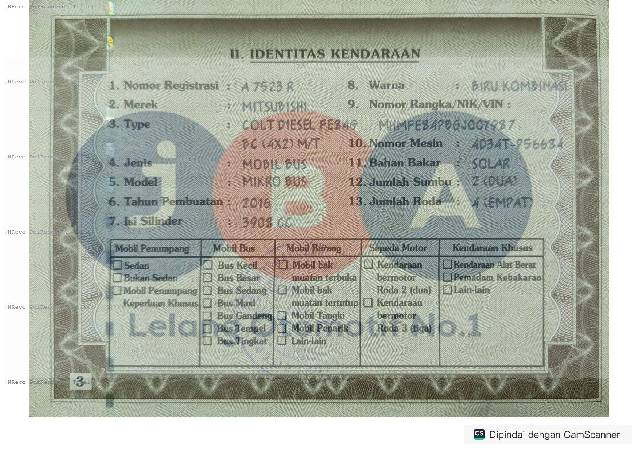 II. IDENTITAS KENDARAAN
1. Nomor Registrasi : A 7523 R
2. Merek : MITSUBISHI
3. Type : COLT DIESEL FE84G
BC (4X2) M/T
4. Jenis : MOBIL BUS
5. Model : MIKRO BUS
6. Tahun Pembuatan : 2016
7. Isi Silinder : 3908 CC
8. Warna : BIRU KOMBINASI
9. Nomor Rangka/NIK/VIN :
10. Nomor Mesin :
11. Bahan Bakar : SOLAR
12. Jumlah Sumbu : 2 (DUA)
13. Jumlah Roda : 4 (EMPAT)
iBA
Mobil Penumpang
Sedan
Bukan Sedan
Mobil Penumpang
Keperluan Khusus
Mobil Bus
Bus Kecil
Bus Besar
Bus Sedang
Bus Maxi
Bus Gandeng
Bus Tempel
Bus Tingkat
Mobil Barang
Mobil bak
muatan terbuka
Mobil bak
muatan tertutup
Mobil Tangki
Mobil Penarik
Lain-lain
Sepeda Motor
Kendaraan
bermotor
Roda 2 (dua)
Kendaraan
bermotor
Roda 3 (tiga)
Kendaraan Khusus
Kendaraan Alat Berat
Pemadam Kebakaran
Lain-lain
Lelang Otomotif No.1
3
CS Dipindai dengan CamScanner